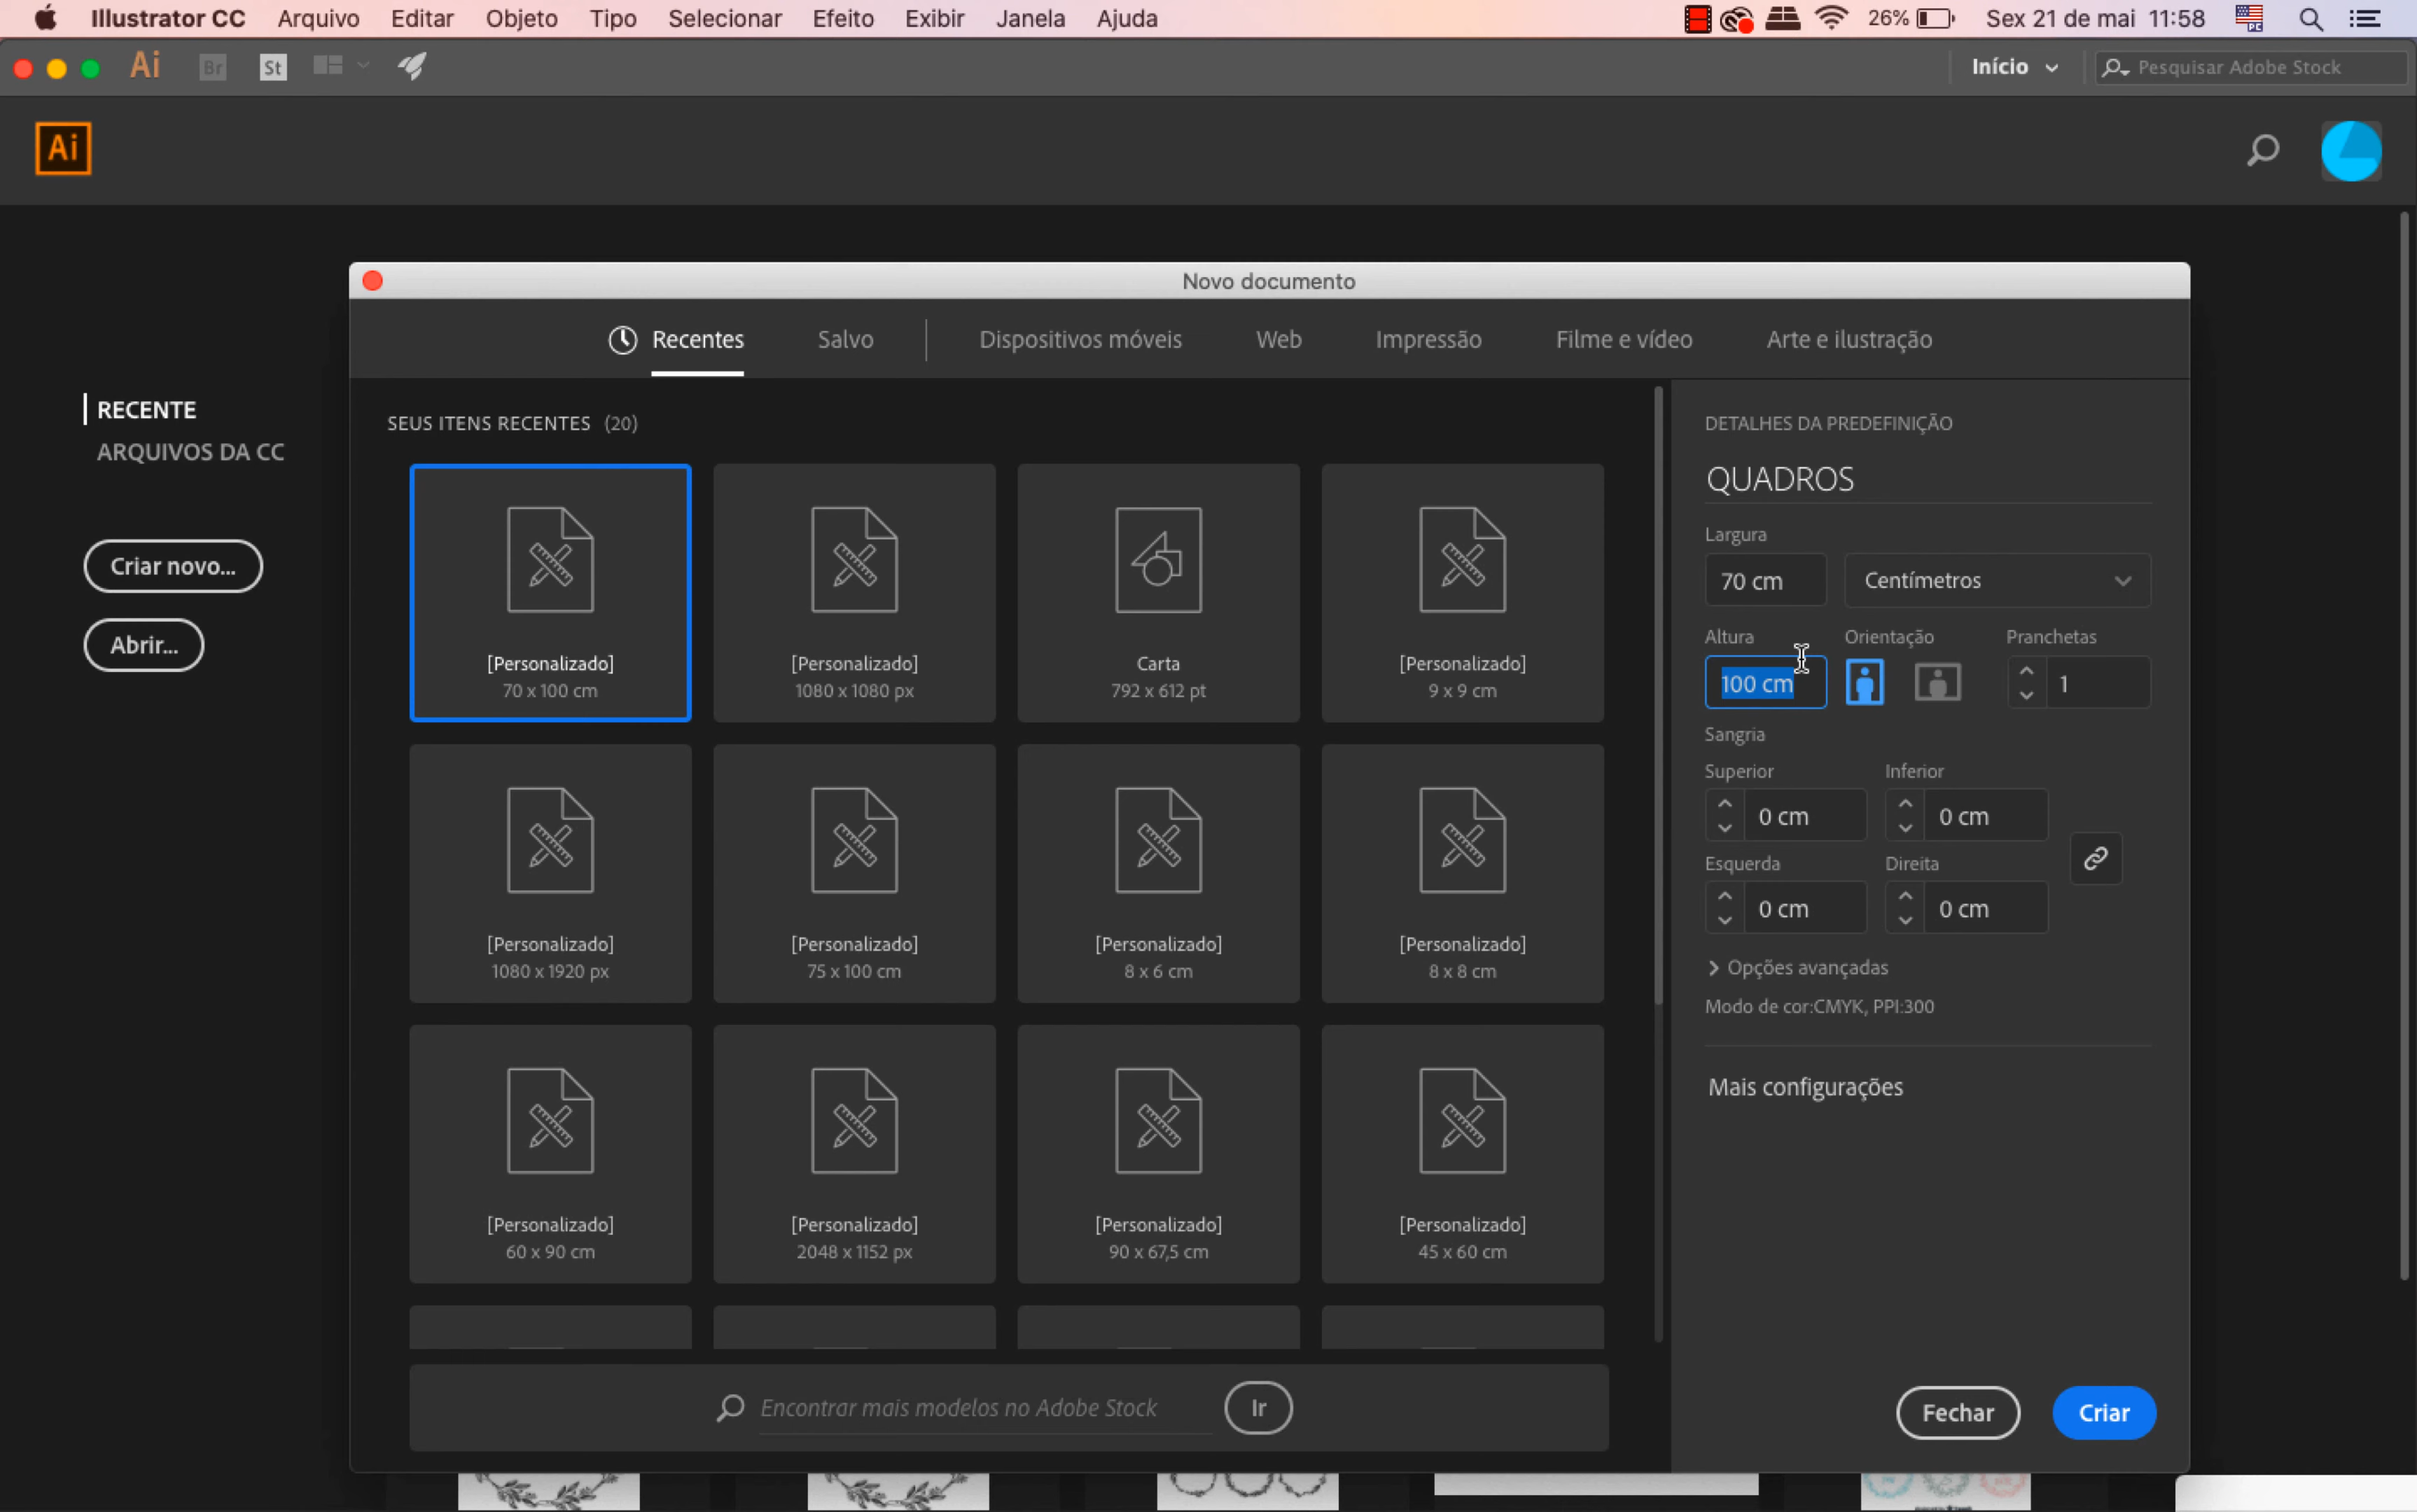 Illustrator CC Arquivo Editar Objeto Tipo Selecionar Efeito Exibir Janela Ajuda 26% Sex 21 de mai 11:58
Ai Br St Início Pesquisar Adobe Stock
Ai
Novo documento
Recentes Salvo Dispositivos móveis Web Impressão Filme e vídeo Arte e ilustração
RECENTE
ARQUIVOS DA CC
Criar novo...
Abrir...
SEUS ITENS RECENTES (20)
[Personalizado] [Personalizado] Carta [Personalizado]
70 x 100 cm 1080 x 1080 px 792 x 612 pt 9 x 9 cm
[Personalizado] [Personalizado] [Personalizado] [Personalizado]
1080 x 1920 px 75 x 100 cm 8 x 6 cm 8 x 8 cm
[Personalizado] [Personalizado] [Personalizado] [Personalizado]
60 x 90 cm 2048 x 1152 px 90 x 67,5 cm 45 x 60 cm
Encontrar mais modelos no Adobe Stock Ir
DETALHES DA PREDEFINIÇÃO
QUADROS
Largura
70 cm Centímetros
Altura Orientação Pranchetas
100 cm 1
Sangria
Superior Inferior
0 cm 0 cm
Esquerda Direita
0 cm 0 cm
Opções avançadas
Modo de cor:CMYK, PPI:300
Mais configurações
Fechar Criar